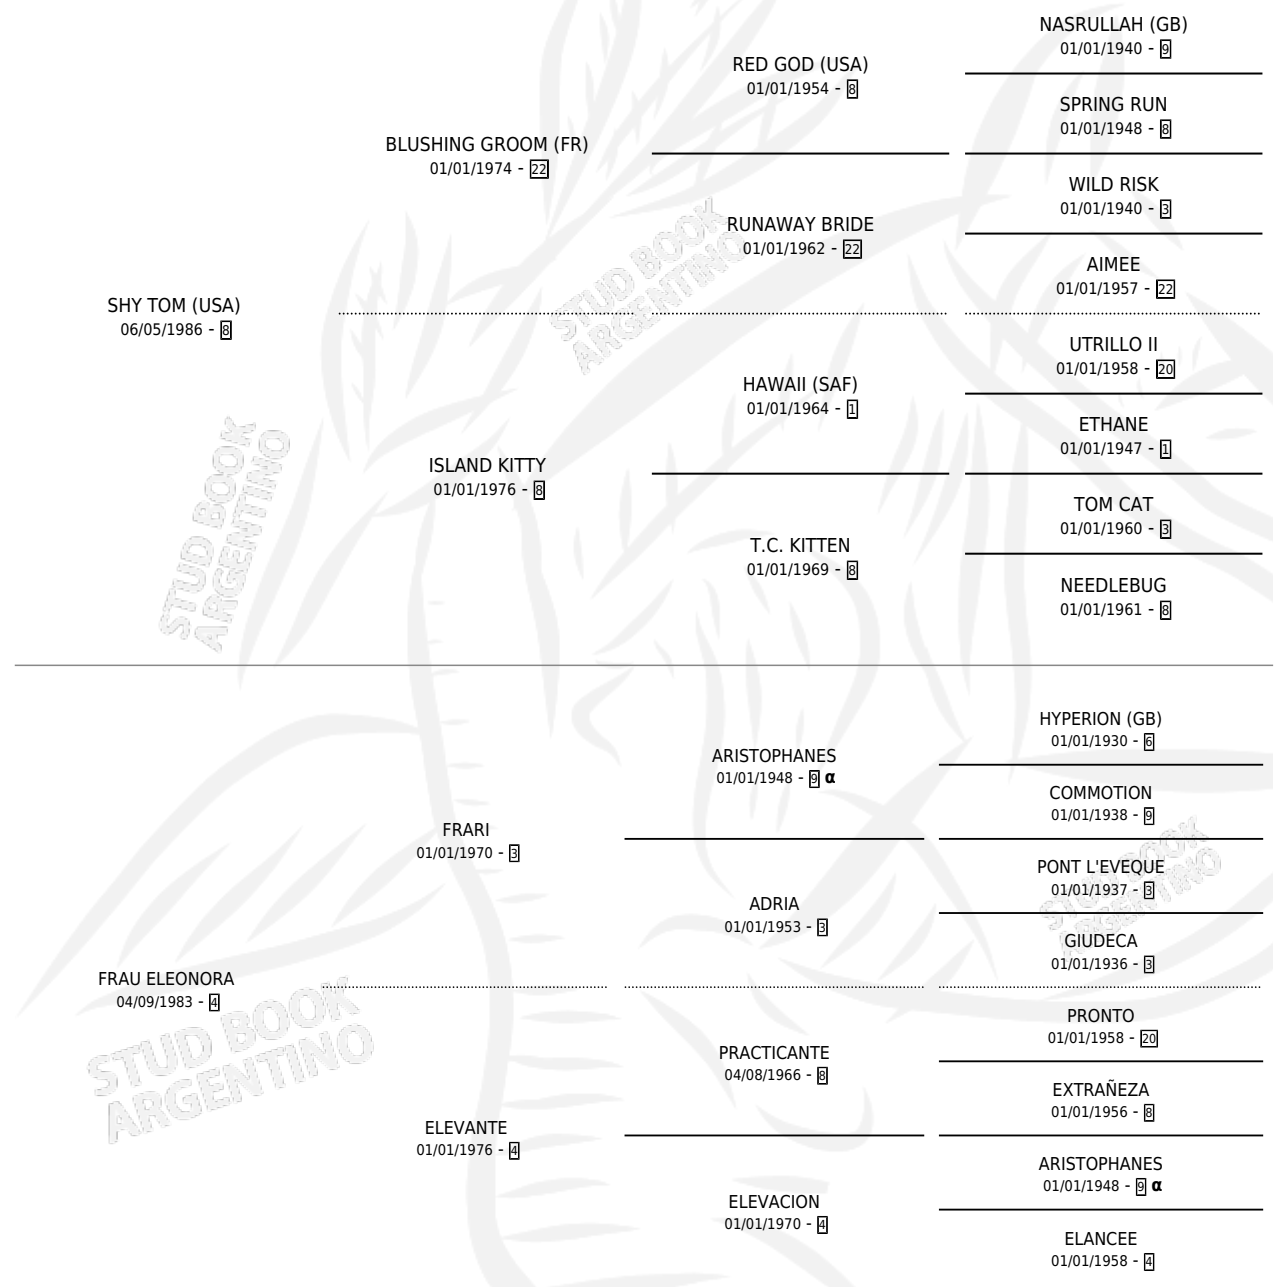 NASRULLAH (GB)
01/01/1940 - 9
RED GOD (USA)
01/01/1954 - 8
SPRING RUN
01/01/1948 - 8
BLUSHING GROOM (FR)
01/01/1974 - 22
WILD RISK
01/01/1940 - 3
RUNAWAY BRIDE
01/01/1962 - 22
AIMEE
01/01/1957 - 22
SHY TOM (USA)
06/05/1986 - 8
UTRILLO II
01/01/1958 - 20
HAWAII (SAF)
01/01/1964 - 1
ETHANE
01/01/1947 - 1
ISLAND KITTY
01/01/1976 - 8
TOM CAT
01/01/1960 - 3
T.C. KITTEN
01/01/1969 - 8
NEEDLEBUG
01/01/1961 - 8
HYPERION (GB)
01/01/1930 - 6
ARISTOPHANES
01/01/1948 - 9 α
COMMOTION
01/01/1938 - 9
FRARI
01/01/1970 - 3
PONT L'EVEQUE
01/01/1937 - 3
ADRIA
01/01/1953 - 3
GIUDECA
01/01/1936 - 3
FRAU ELEONORA
04/09/1983 - 4
PRONTO
01/01/1958 - 20
PRACTICANTE
04/08/1966 - 8
EXTRAÑEZA
01/01/1956 - 8
ELEVANTE
01/01/1976 - 4
ARISTOPHANES
01/01/1948 - 9 α
ELEVACION
01/01/1970 - 4
ELANCEE
01/01/1958 - 4
STUD BOOK
ARGENTINO
STUD BOOK
ARGENTINO
STUD BOOK
ARGENTINO
STUD BOOK
ARGENTINO